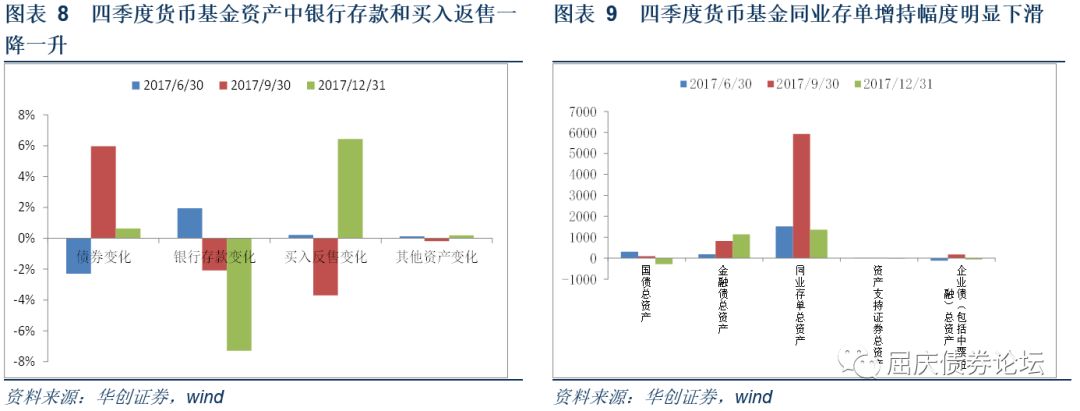 图表 8 四季度货币基金资产中银行存款和买入返售一
降一升
2017/6/30 2017/9/30 2017/12/31
8%
6%
4%
2%
0%
-2%
-4%
-6%
-8%
债券变化 银行存款变化 买入反售变化 其他资产变化
资料来源：华创证券，wind
图表 9 四季度货币基金同业存单增持幅度明显下滑
2017/6/30 2017/9/30 2017/12/31
7000
6000
5000
4000
3000
2000
1000
0
-1000
国债总资产
金融债总资产
同业存单总资产
资产支持证券总资产
企业债（包括中票
融）总资产
屈庆债券论坛
资料来源：华创证券，wind